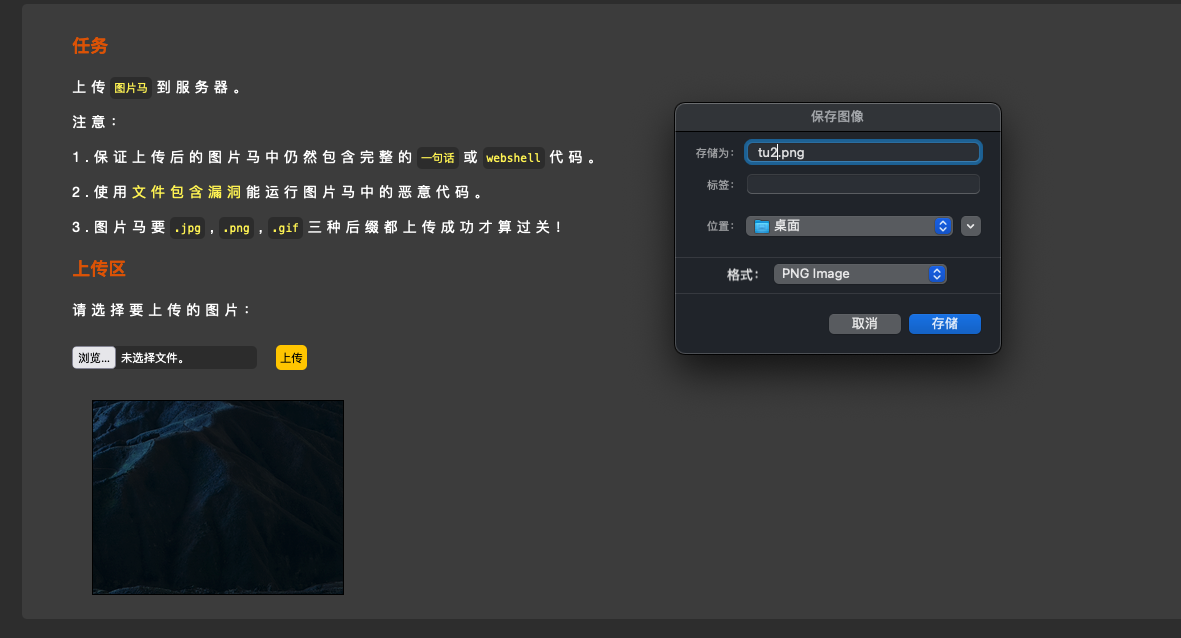 任务
上传 图片马 到服务器。
注意：
1.保证上传后的图片马中仍然包含完整的 一句话 或 webshell 代码。
2.使用文件包含漏洞能运行图片马中的恶意代码。
3.图片马要 .jpg , .png , .gif 三种后缀都上传成功才算过关!
上传区
请选择要上传的图片：
浏览... 未选择文件。 上传
保存图像
存储为： tu2.png
标签：
位置： 桌面
格式： PNG Image
取消 存储